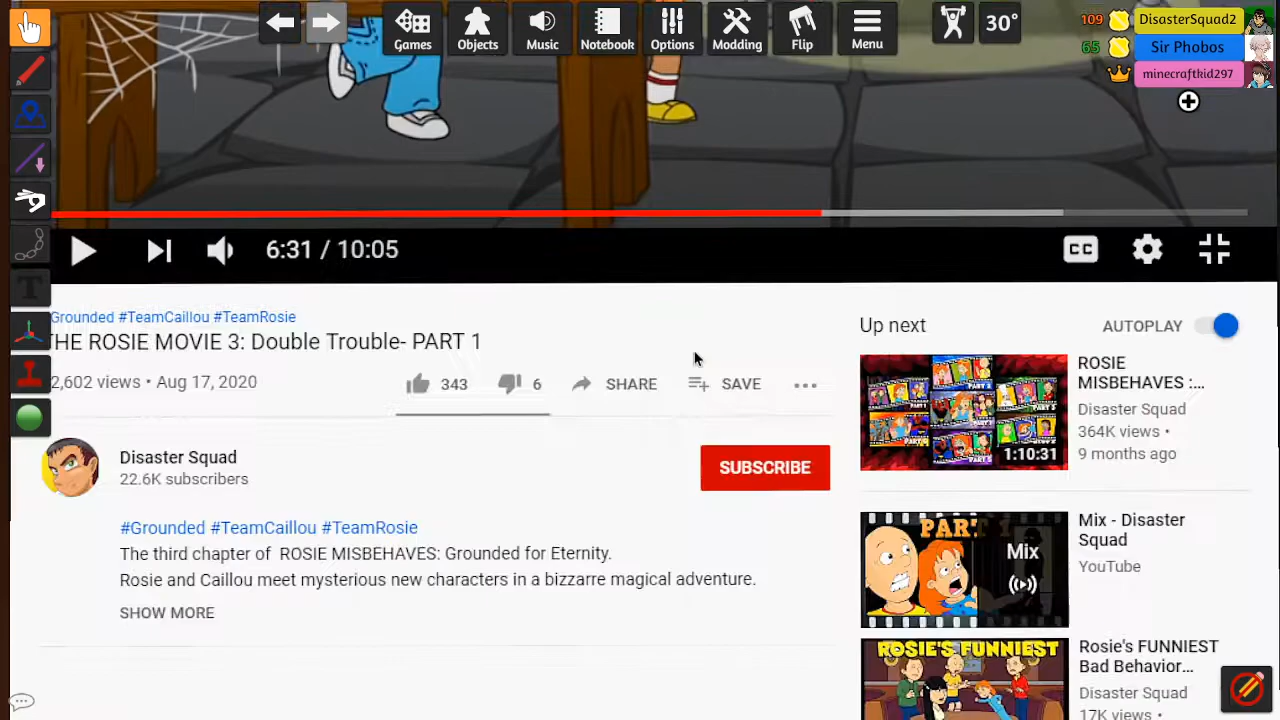 Games
Objects
Music
Notebook
Options
Modding
Flip
Menu
30°
109 DisasterSquad2
65 Sir Phobos
minecraftkid297
6:31 / 10:05
CC
T
Grounded #TeamCaillou #TeamRosie
THE ROSIE MOVIE 3: Double Trouble- PART 1
2,602 views • Aug 17, 2020
343
6
SHARE
SAVE
Disaster Squad
22.6K subscribers
SUBSCRIBE
#Grounded #TeamCaillou #TeamRosie
The third chapter of ROSIE MISBEHAVES: Grounded for Eternity.
Rosie and Caillou meet mysterious new characters in a bizzarre magical adventure.
SHOW MORE
Up next
AUTOPLAY
1:10:31
ROSIE
MISBEHAVES :...
Disaster Squad
364K views •
9 months ago
PART 1
Mix
Mix - Disaster
Squad
YouTube
ROSIE'S FUNNIEST
Rosie's FUNNIEST
Bad Behavior...
Disaster Squad
17K views •